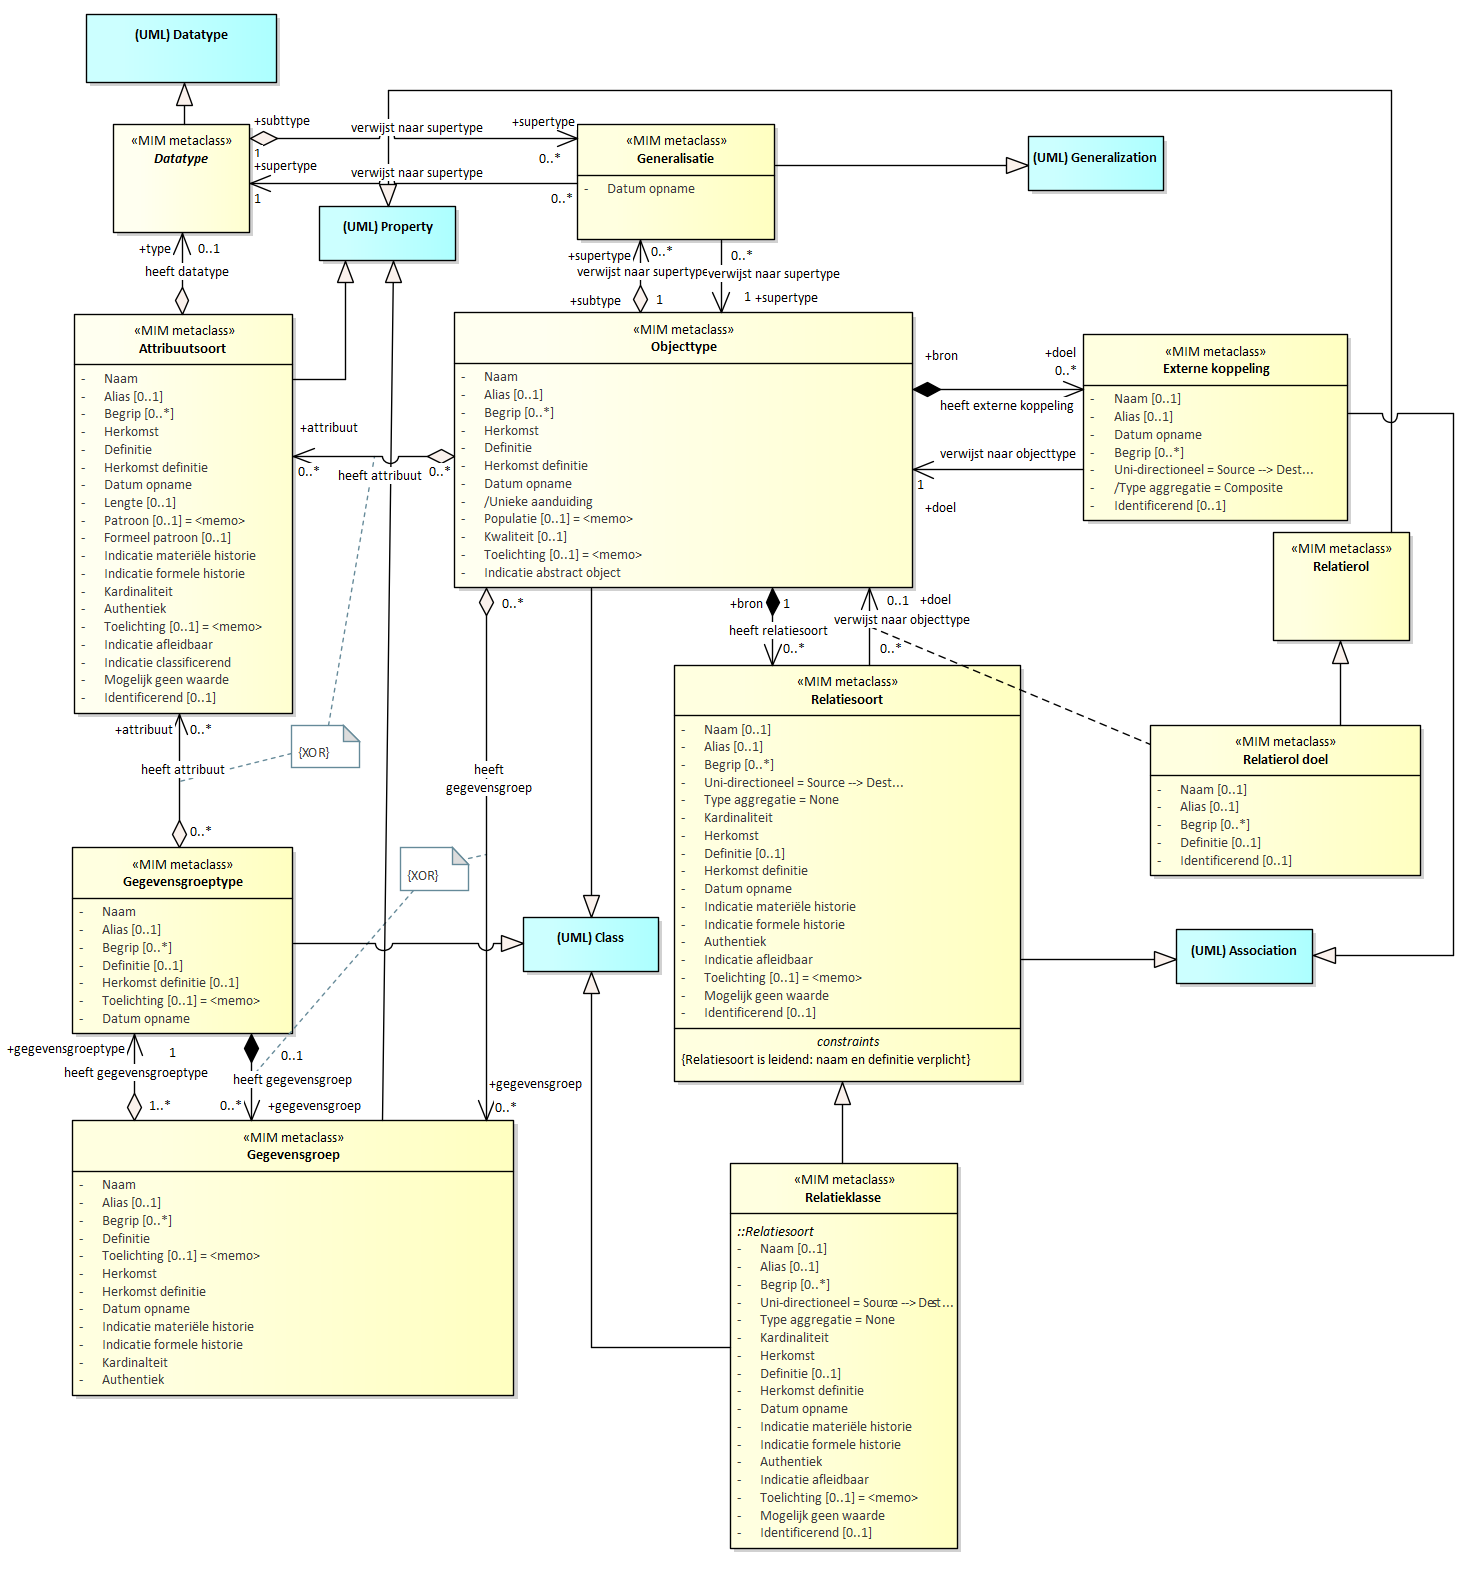 (UML) Datatype
«MIM metaclass»
Datatype
+subttype
1
verwijst naar supertype
+supertype
0..*
+supertype
1
verwijst naar supertype
0..*
«MIM metaclass»
Generalisatie
- Datum opname
(UML) Generalization
(UML) Property
+type
0..1
heeft datatype
+supertype
0..*
verwijst naar supertype
+subtype
1
0..*
verwijst naar supertype
1
+supertype
«MIM metaclass»
Attribuutsoort
- Naam
- Alias [0..1]
- Begrip [0..*]
- Herkomst
- Definitie
- Herkomst definitie
- Datum opname
- Lengte [0..1]
- Patroon [0..1] = <memo>
- Formeel patroon [0..1]
- Indicatie materiële historie
- Indicatie formele historie
- Kardinaliteit
- Authentiek
- Toelichting [0..1] = <memo>
- Indicatie afleidbaar
- Indicatie classificerend
- Mogelijk geen waarde
- Identificerend [0..1]
+attribuut
0..*
heeft attribuut
0..*
«MIM metaclass»
Objecttype
- Naam
- Alias [0..1]
- Begrip [0..*]
- Herkomst
- Definitie
- Herkomst definitie
- Datum opname
- /Unieke aanduiding
- Populatie [0..1] = <memo>
- Kwaliteit [0..1]
- Toelichting [0..1] = <memo>
- Indicatie abstract object
+bron
+doel
0..*
heeft externe koppeling
verwijst naar objecttype
1
+doel
«MIM metaclass»
Externe koppeling
- Naam [0..1]
- Alias [0..1]
- Datum opname
- Begrip [0..*]
- Uni-directioneel = Source --> Dest...
- /Type aggregatie = Composite
- Identificerend [0..1]
«MIM metaclass»
Relatierol
0..*
+bron
1
heeft relatiesoort
0..*
0..1
+doel
verwijst naar objecttype
0..*
«MIM metaclass»
Relatiesoort
- Naam [0..1]
- Alias [0..1]
- Begrip [0..*]
- Uni-directioneel = Source --> Dest...
- Type aggregatie = None
- Kardinaliteit
- Herkomst
- Definitie [0..1]
- Herkomst definitie
- Datum opname
- Indicatie materiële historie
- Indicatie formele historie
- Authentiek
- Indicatie afleidbaar
- Toelichting [0..1] = <memo>
- Mogelijk geen waarde
- Identificerend [0..1]
constraints
{Relatiesoort is leidend: naam en definitie verplicht}
«MIM metaclass»
Relatierol doel
- Naam [0..1]
- Alias [0..1]
- Begrip [0..*]
- Definitie [0..1]
- Identificerend [0..1]
+attribuut
0..*
heeft attribuut
0..*
{XOR}
heeft
gegevensgroep
{XOR}
«MIM metaclass»
Gegevensgroeptype
- Naam
- Alias [0..1]
- Begrip [0..*]
- Definitie [0..1]
- Herkomst definitie [0..1]
- Toelichting [0..1] = <memo>
- Datum opname
(UML) Class
(UML) Association
+gegevensgroeptype
1
heeft gegevensgroeptype
1..*
0..1
heeft gegevensgroep
0..*
+gegevensgroep
+gegevensgroep
0..*
«MIM metaclass»
Gegevensgroep
- Naam
- Alias [0..1]
- Begrip [0..*]
- Definitie
- Toelichting [0..1] = <memo>
- Herkomst
- Herkomst definitie
- Datum opname
- Indicatie materiële historie
- Indicatie formele historie
- Kardinalteit
- Authentiek
«MIM metaclass»
Relatieklasse
::Relatiesoort
- Naam [0..1]
- Alias [0..1]
- Begrip [0..*]
- Uni-directioneel = Source --> Dest...
- Type aggregatie = None
- Kardinaliteit
- Herkomst
- Definitie [0..1]
- Herkomst definitie
- Datum opname
- Indicatie materiële historie
- Indicatie formele historie
- Authentiek
- Indicatie afleidbaar
- Toelichting [0..1] = <memo>
- Mogelijk geen waarde
- Identificerend [0..1]